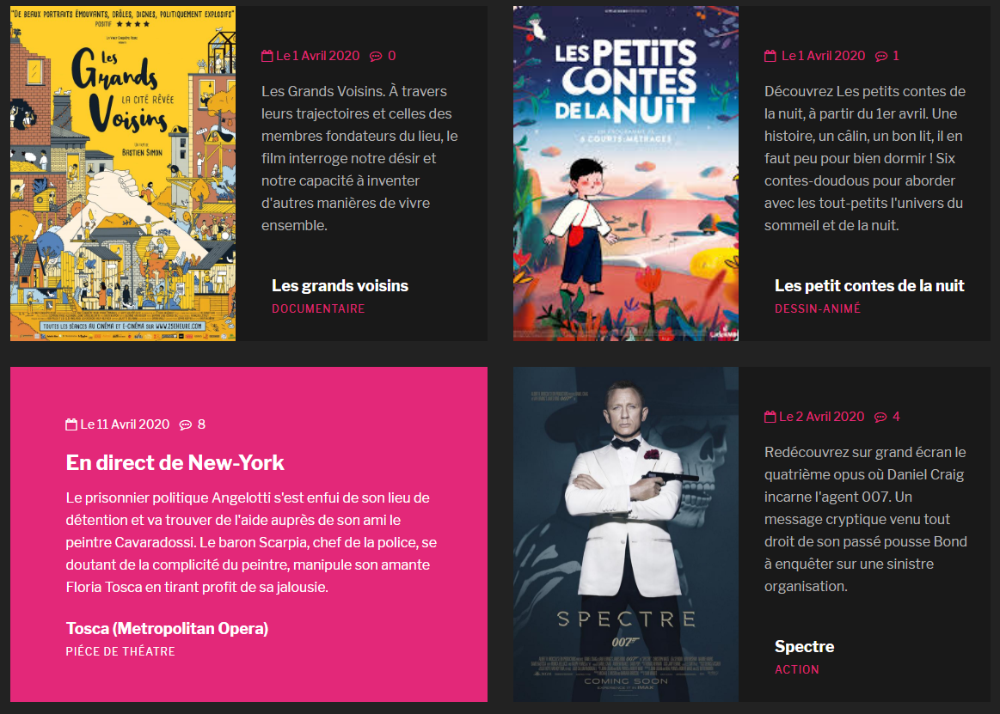 "DE BEAUX PORTRAITS ÉMOUVANTS, DRÔLES, DIGNES, POLITIQUEMENT EXPLOSIFS"
POSITIF ★★★★
Les
Grands
LA CITÉ RÊVÉE
Voisins
UN FILM DE
BASTIEN SIMON
TOUTES LES SÉANCES AU CINÉMA ET E-CINÉMA SUR WWW.25EHEURE.COM
Le 1 Avril 2020 0
Les Grands Voisins. À travers
leurs trajectoires et celles des
membres fondateurs du lieu, le
film interroge notre désir et
notre capacité à inventer
d'autres manières de vivre
ensemble.
Les grands voisins
DOCUMENTAIRE
LES PETITS
CONTES
DE LA NUIT
UN PROGRAMME DE
6 COURTS-MÉTRAGES
Le 1 Avril 2020 1
Découvrez Les petits contes de
la nuit, à partir du 1er avril. Une
histoire, un câlin, un bon lit, il en
faut peu pour bien dormir ! Six
contes-doudous pour aborder
avec les tout-petits l'univers du
sommeil et de la nuit.
Les petit contes de la nuit
DESSIN-ANIMÉ
Le 11 Avril 2020 8
En direct de New-York
Le prisonnier politique Angelotti s'est enfui de son lieu de
détention et va trouver de l'aide auprès de son ami le
peintre Cavaradossi. Le baron Scarpia, chef de la police, se
doutant de la complicité du peintre, manipule son amante
Floria Tosca en tirant profit de sa jalousie.
Tosca (Metropolitan Opera)
PIÉCE DE THÉATRE
SPECTRE
007
COMING SOON
EXPERIENCE IT IN IMAX
Le 2 Avril 2020 4
Redécouvrez sur grand écran le
quatrième opus où Daniel Craig
incarne l'agent 007. Un
message cryptique venu tout
droit de son passé pousse Bond
à enquêter sur une sinistre
organisation.
Spectre
ACTION